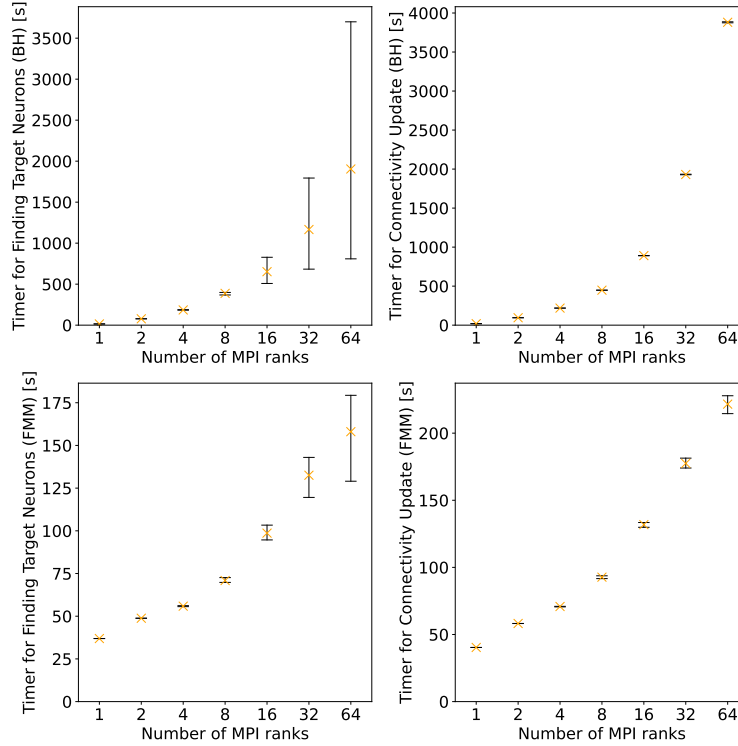 Timer for Finding Target Neurons (BH) [s]
3500
3000
2500
2000
1500
1000
500
0
1 2 4 8 16 32 64
Number of MPI ranks
Timer for Connectivity Update (BH) [s]
4000
3000
2000
1000
0
1 2 4 8 16 32 64
Number of MPI ranks
Timer for Finding Target Neurons (FMM) [s]
175
150
125
100
75
50
25
0
1 2 4 8 16 32 64
Number of MPI ranks
Timer for Connectivity Update (FMM) [s]
200
150
100
50
0
1 2 4 8 16 32 64
Number of MPI ranks